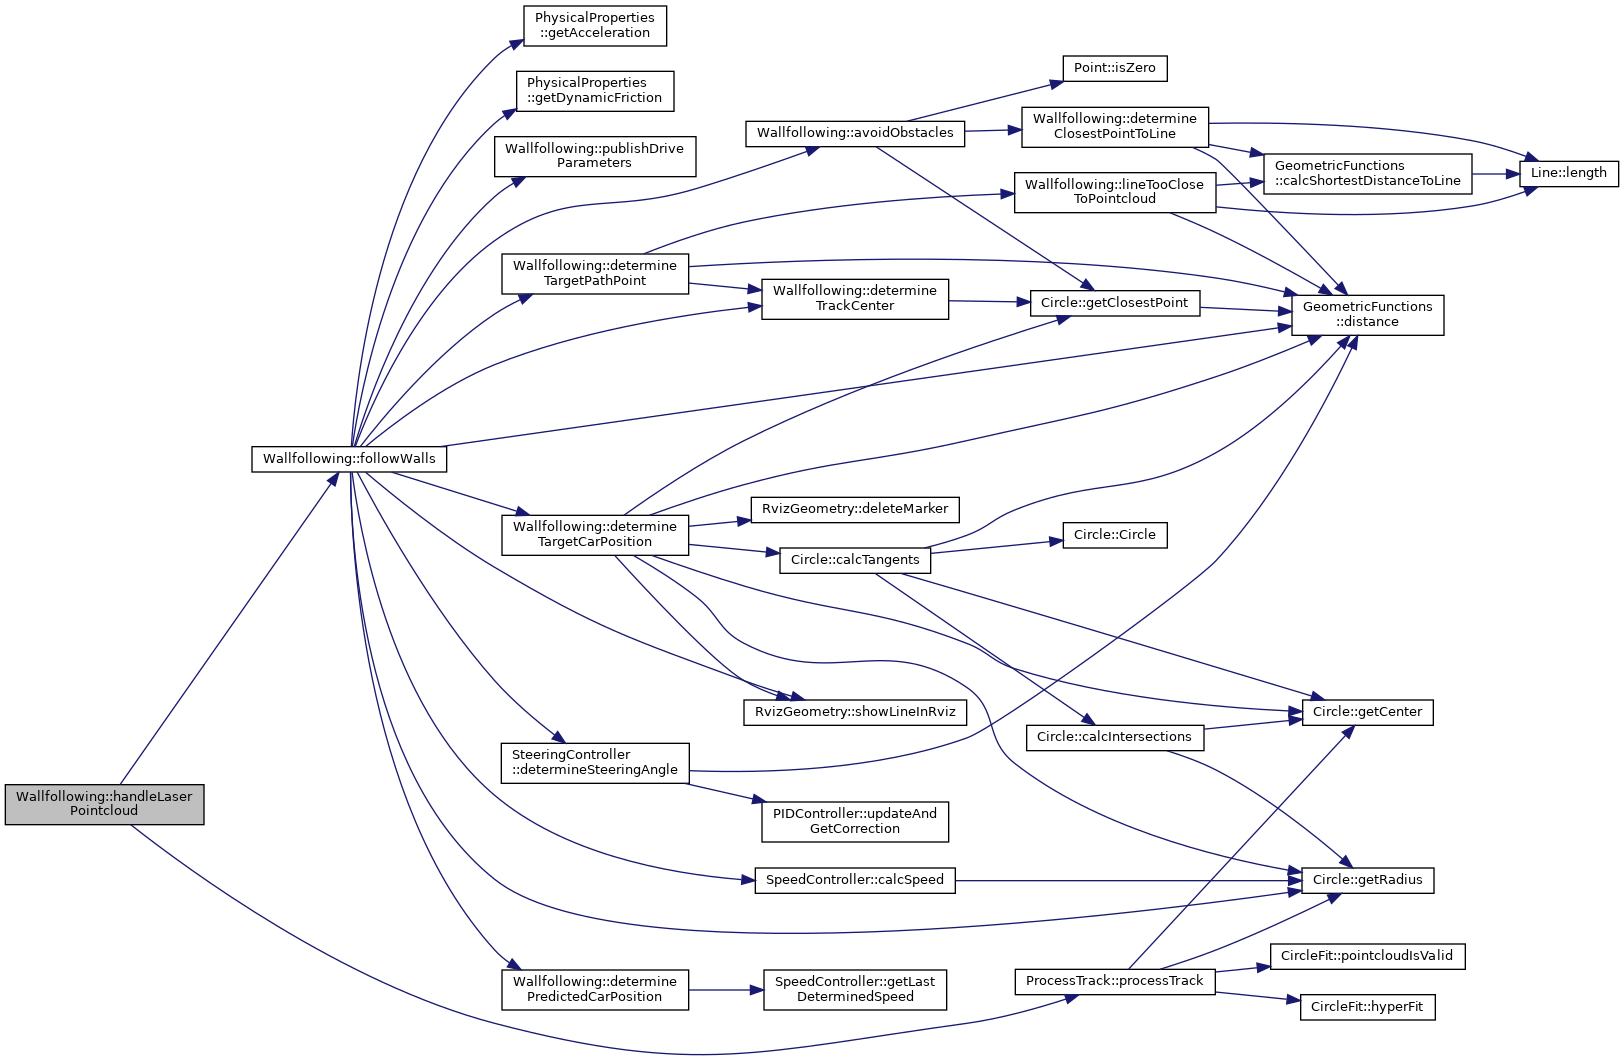 PhysicalProperties
::getAcceleration
PhysicalProperties
::getDynamicFriction
Wallfollowing::publishDrive
Parameters
Wallfollowing::avoidObstacles
Point::isZero
Wallfollowing::determine
ClosestPointToLine
GeometricFunctions
::calcShortestDistanceToLine
Line::length
Wallfollowing::lineTooClose
ToPointcloud
Wallfollowing::determine
TargetPathPoint
Wallfollowing::determine
TrackCenter
Circle::getClosestPoint
GeometricFunctions
::distance
Wallfollowing::followWalls
Wallfollowing::determine
TargetCarPosition
RvizGeometry::deleteMarker
Circle::calcTangents
Circle::Circle
RvizGeometry::showLineInRviz
Circle::getCenter
Circle::calcIntersections
SteeringController
::determineSteeringAngle
Wallfollowing::handleLaser
Pointcloud
PIDController::updateAnd
GetCorrection
SpeedController::calcSpeed
Circle::getRadius
Wallfollowing::determine
PredictedCarPosition
SpeedController::getLast
DeterminedSpeed
ProcessTrack::processTrack
CircleFit::pointcloudIsValid
CircleFit::hyperFit